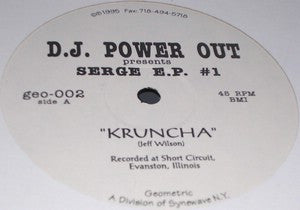 ©1995 Fax:718-494-5718
D.J. POWER OUT
presents
SERGE E.P. #1
geo-002
side A
45 RPM
BMI
"KRUNCHA"
(Jeff Wilson)
Recorded at Short Circuit,
Evanston, Illinois
Geometric
A Division of Synewave N.Y.